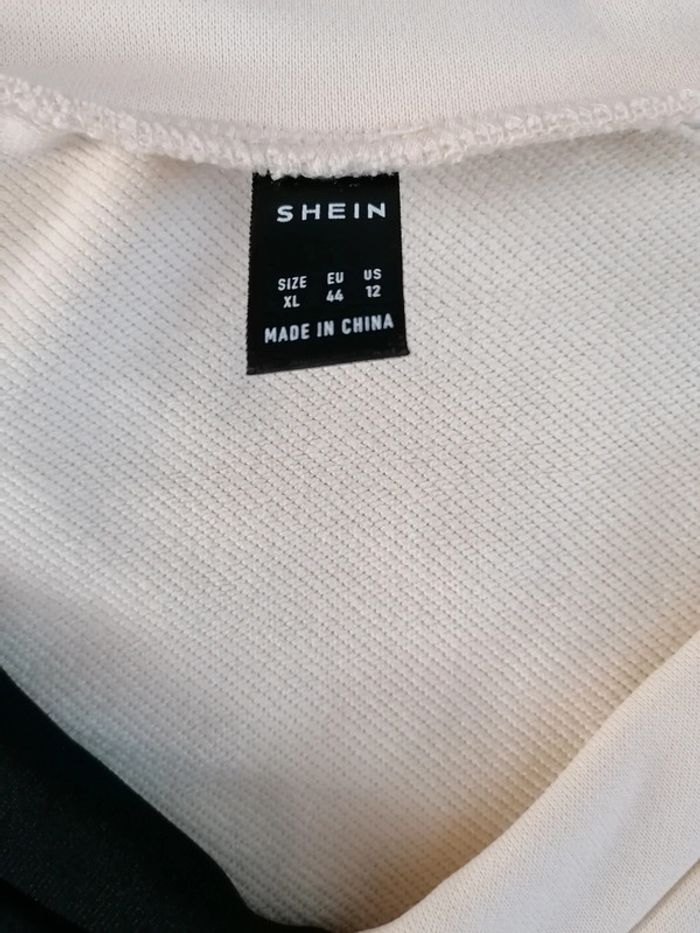 SHEIN
SIZE EU US
XL 44 12
MADE IN CHINA